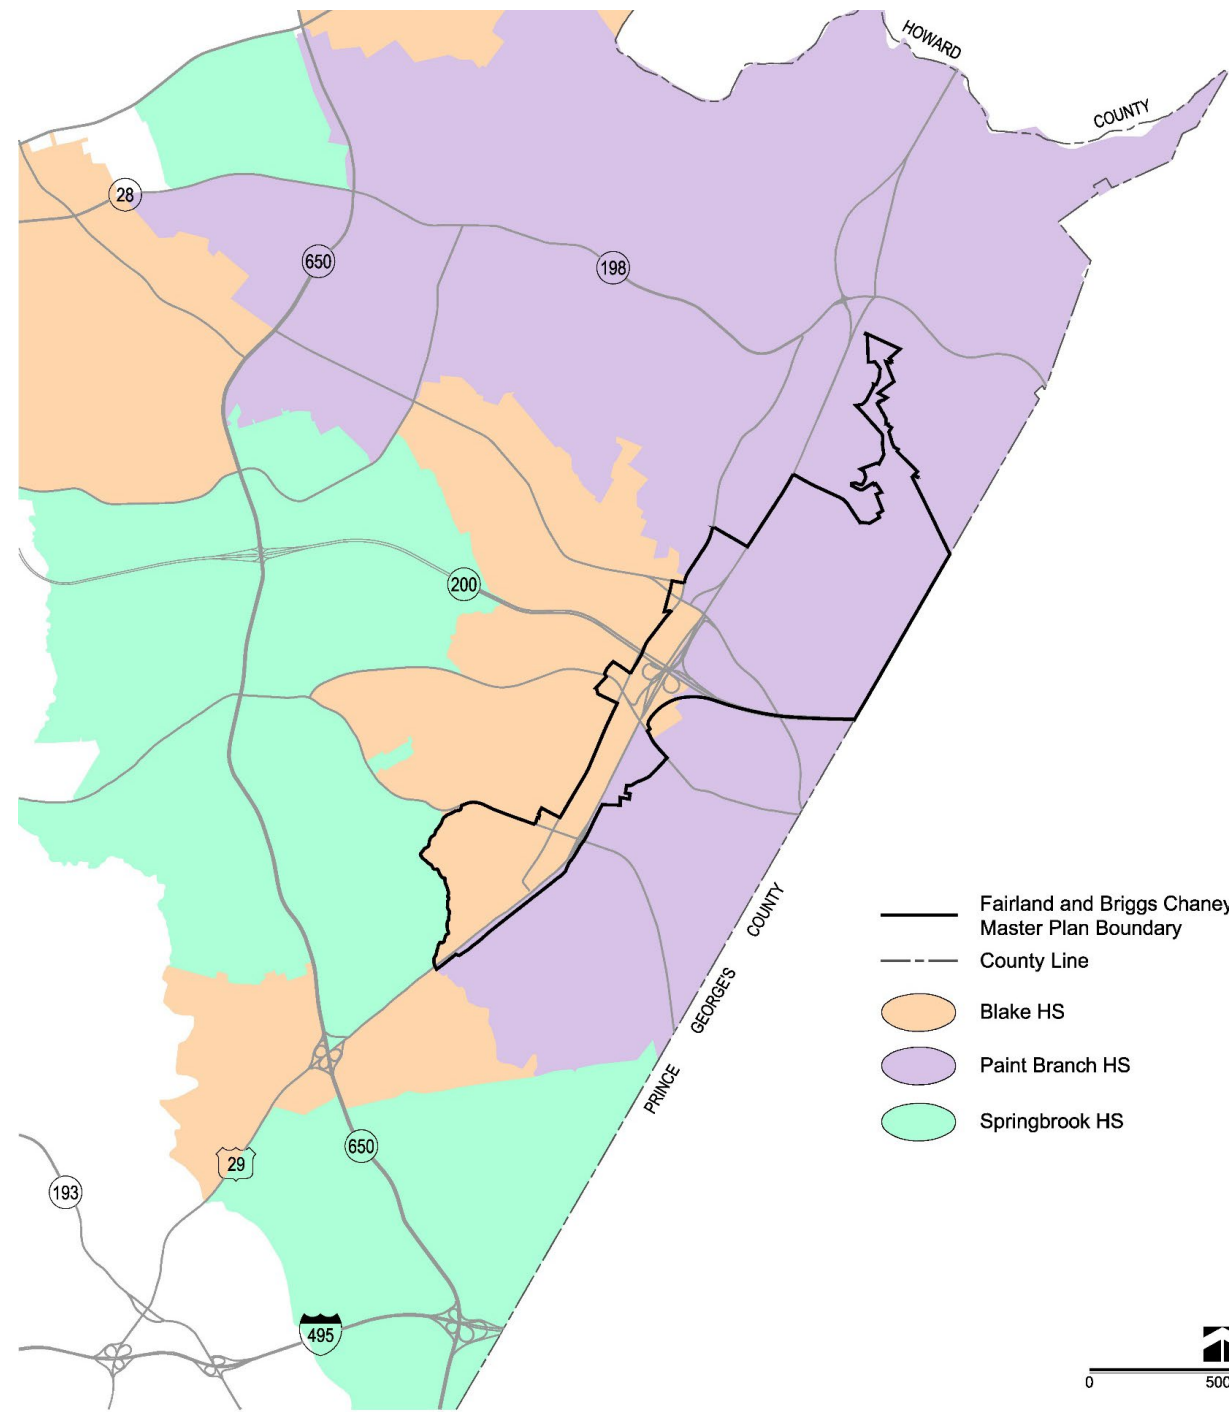 HOWARD
COUNTY
28
650
198
200
Fairland and Briggs Chaney
Master Plan Boundary
County Line
Blake HS
Paint Branch HS
Springbrook HS
PRINCE GEORGE'S COUNTY
650
29
193
495
0
500